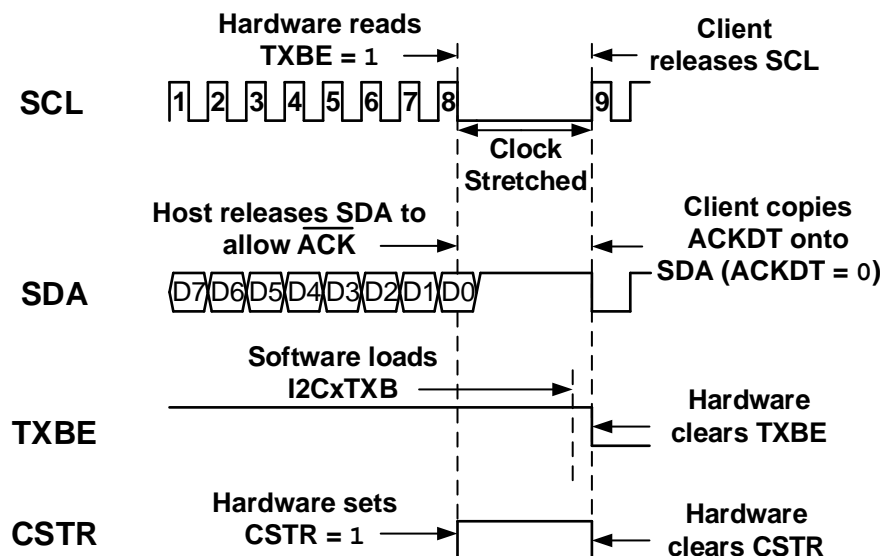 Hardware reads
TXBE = 1
Client
releases SCL
SCL
1 2 3 4 5 6 7 8 9
Clock
Stretched
Host releases SDA to
allow ACK
Client copies
ACKDT onto
SDA (ACKDT = 0)
SDA
D7 D6 D5 D4 D3 D2 D1 D0
Software loads
I2CxTXB
TXBE
Hardware
clears TXBE
Hardware sets
CSTR = 1
CSTR
Hardware
clears CSTR